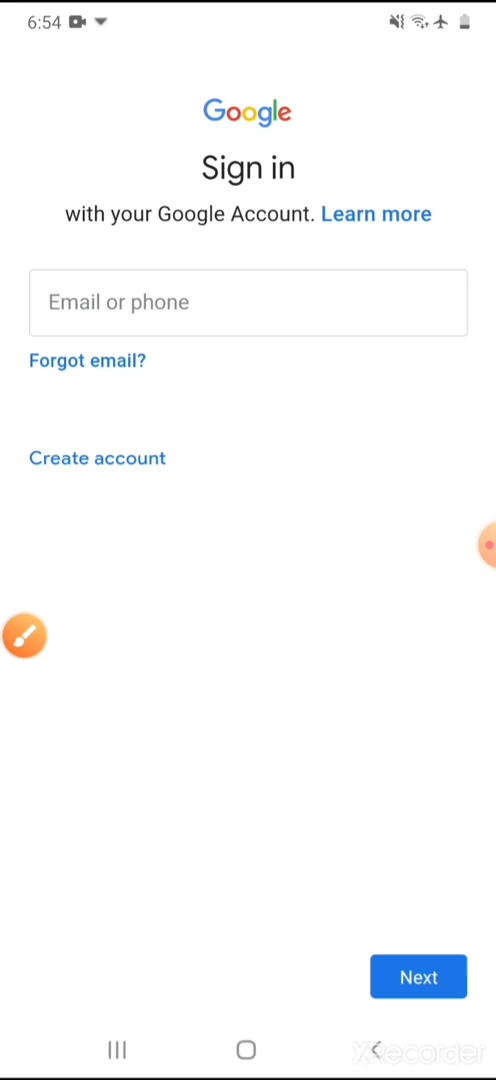 6:54
Google
Sign in
with your Google Account. Learn more
Email or phone
Forgot email?
Create account
Next
XRecorder